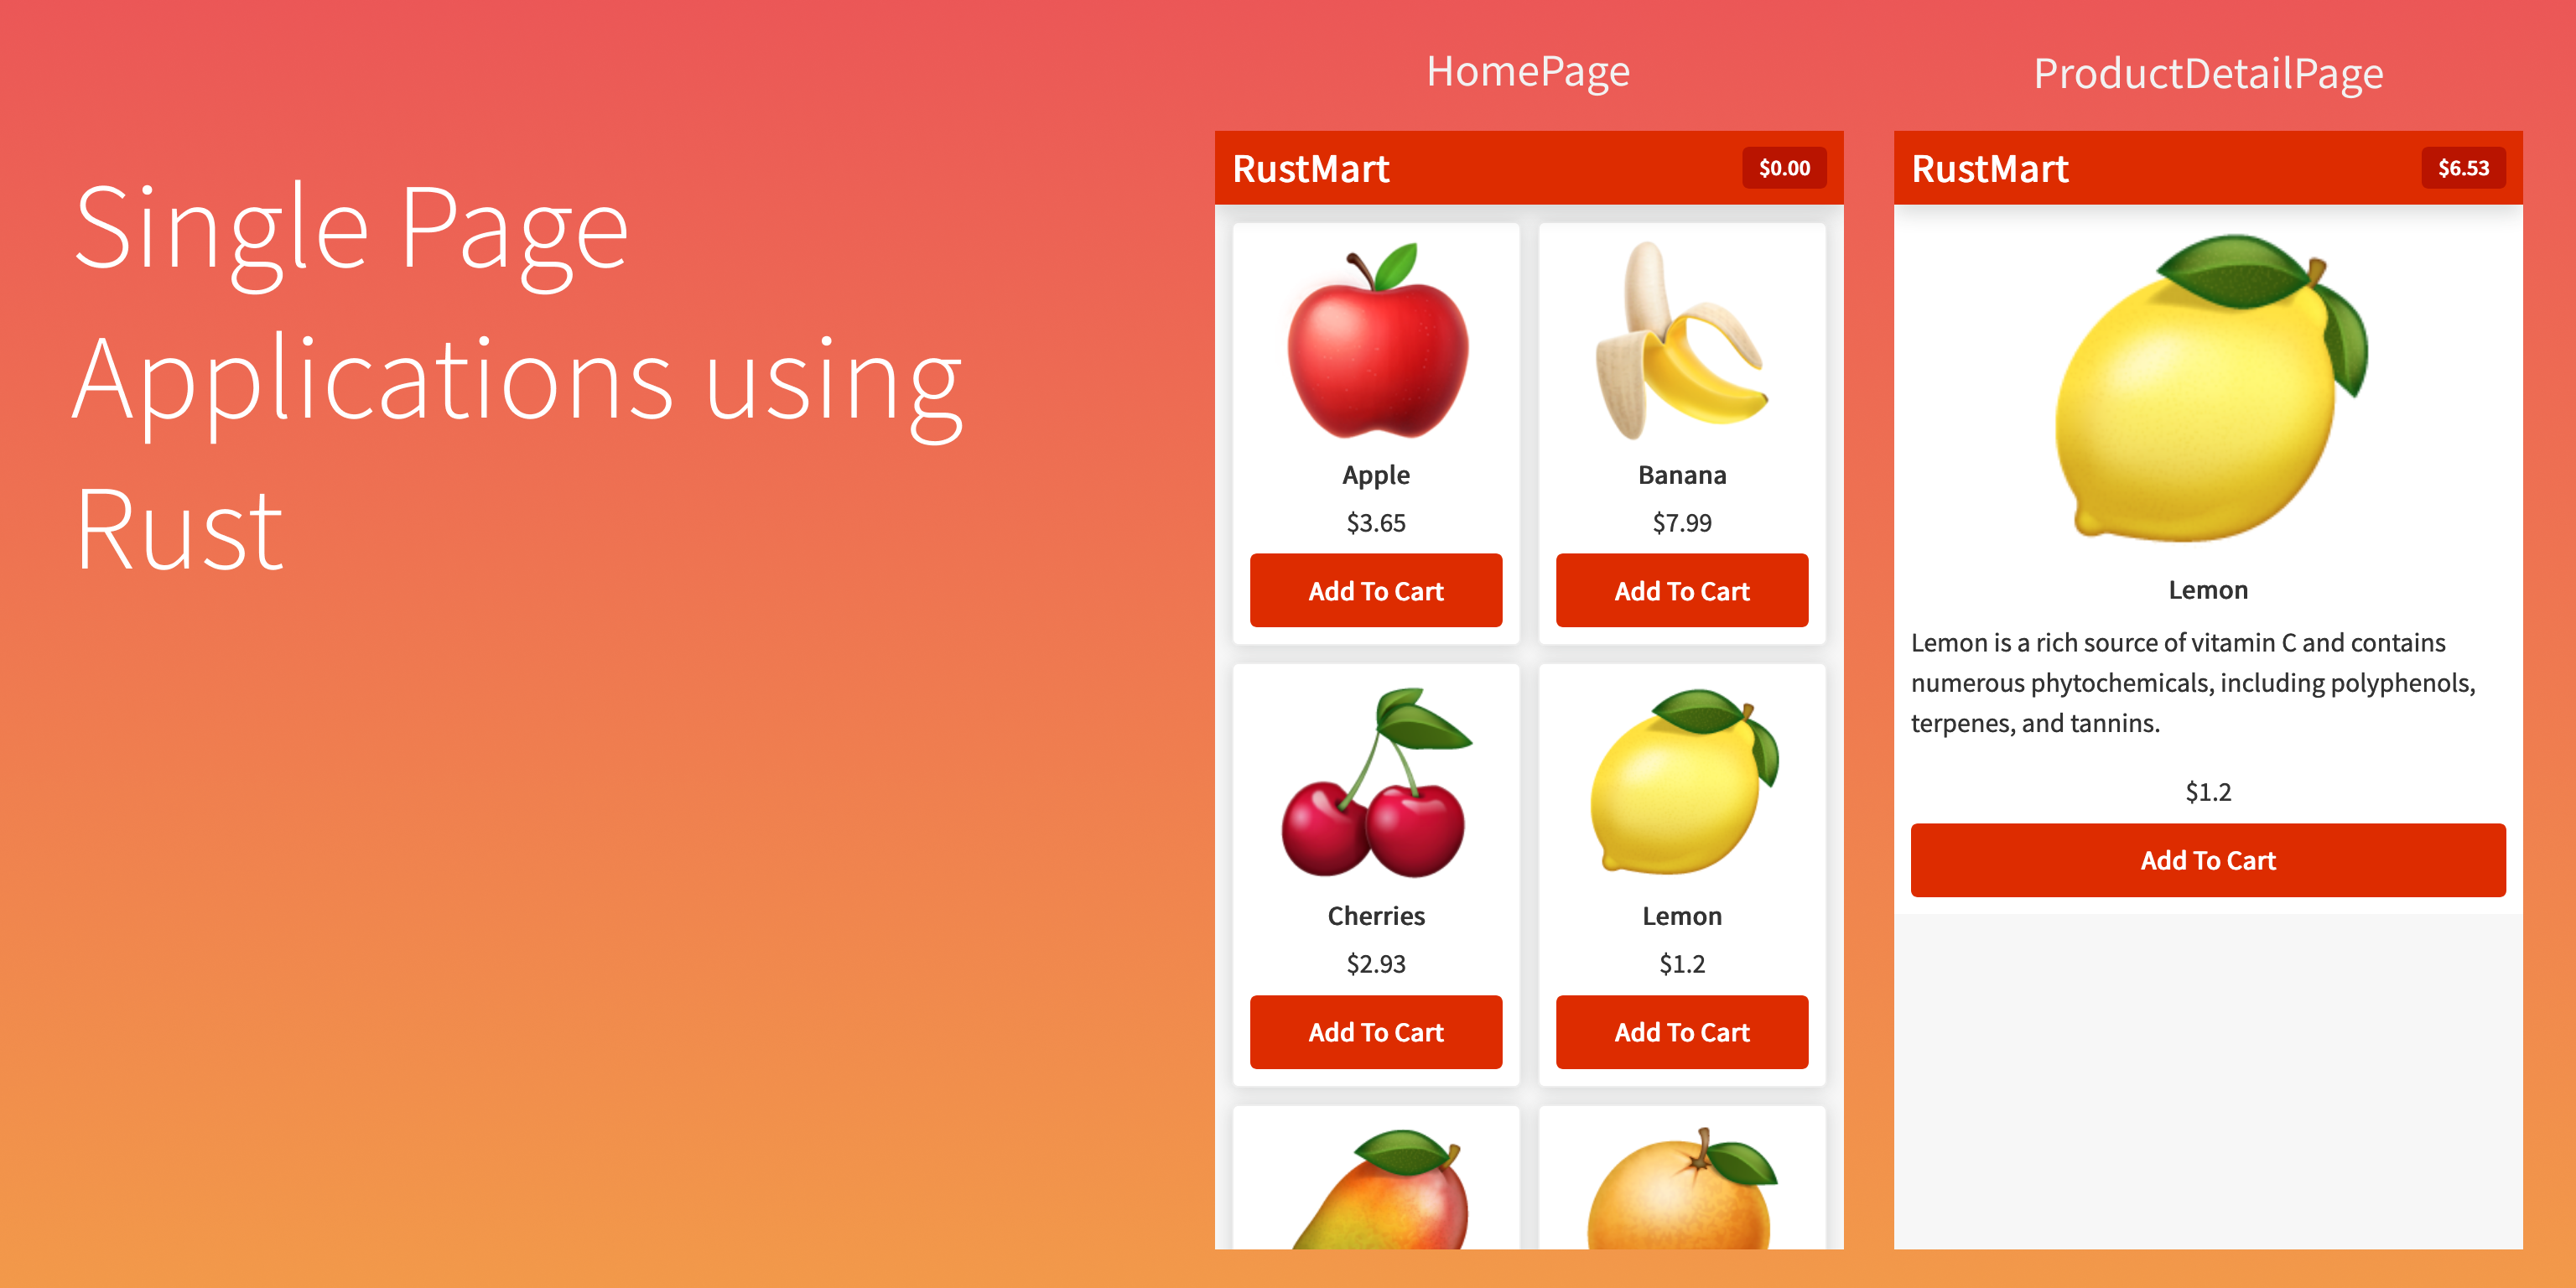 Single Page
Applications using
Rust
HomePage
RustMart
$0.00
Apple
$3.65
Add To Cart
Banana
$7.99
Add To Cart
Cherries
$2.93
Add To Cart
Lemon
$1.2
Add To Cart
ProductDetailPage
RustMart
$6.53
Lemon
Lemon is a rich source of vitamin C and contains
numerous phytochemicals, including polyphenols,
terpenes, and tannins.
$1.2
Add To Cart